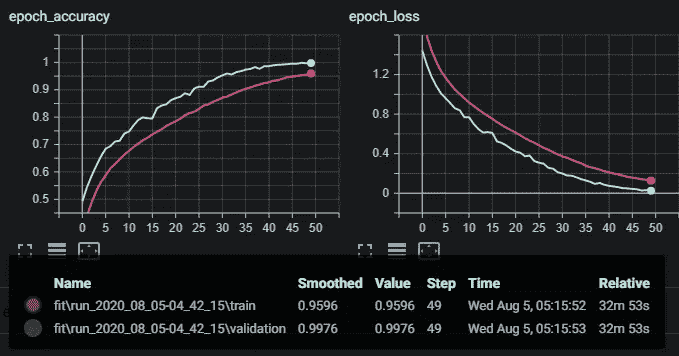 epoch_accuracy epoch_loss
1
0.9
0.8
0.7
0.6
0.5
0 5 10 15 20 25 30 35 40 45 50
1.2
0.8
0.4
0
0 5 10 15 20 25 30 35 40 45 50
Name Smoothed Value Step Time Relative
fit\run_2020_08_05-04_42_15\train 0.9596 0.9596 49 Wed Aug 5, 05:15:52 32m 53s
fit\run_2020_08_05-04_42_15\validation 0.9976 0.9976 49 Wed Aug 5, 05:15:53 32m 53s